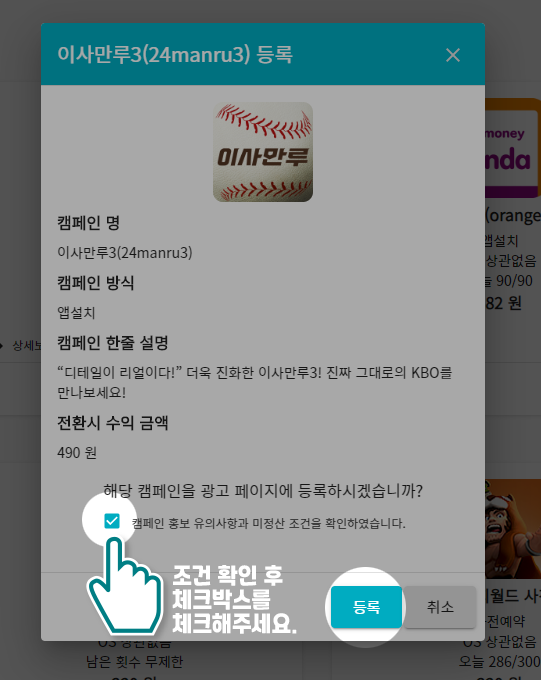 이사만루3(24manru3) 등록
이사만루
캠페인 명
이사만루3(24manru3)
캠페인 방식
앱설치
캠페인 한줄 설명
“디테일이 리얼이다!” 더욱 진화한 이사만루3! 진짜 그대로의 KBO를
만나보세요!
전환시 수익 금액
490 원
해당 캠페인을 광고 페이지에 등록하시겠습니까?
캠페인 홍보 유의사항과 미정산 조건을 확인하였습니다.
조건 확인 후
체크박스를
체크해주세요.
등록
취소
money
nda
(orange
앱설치
상관없음
늘 90/90
82 원
상세보
OS 상관없음
남은 횟수 무제한
월드 사
전예약
OS 상관없음
오늘 286/300